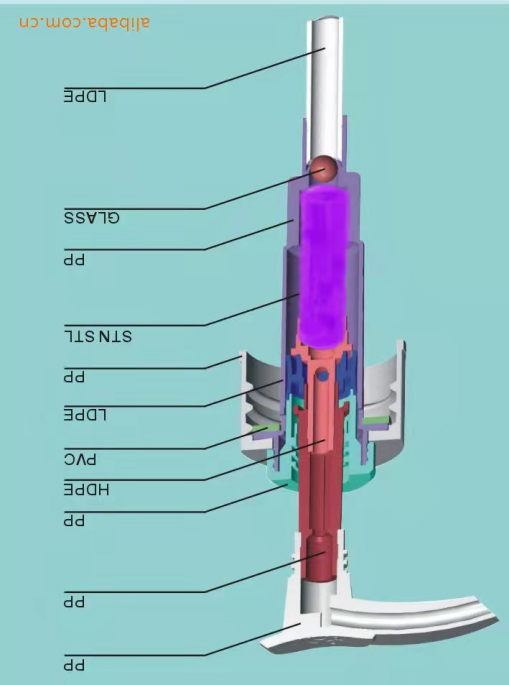 PP
PP
PP
HDPE
PVC
LDPE
PP
STN STL
PP
GLASS
LDPE
alibaba.com.cn